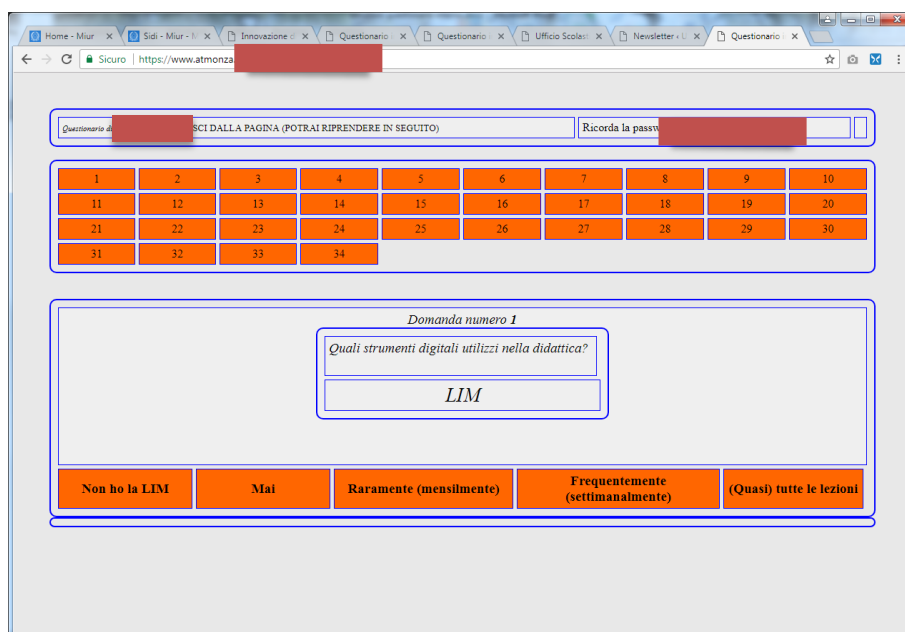 Home - Miur
Sidi - Miur - M
Innovazione d
Questionario
Questionario
Ufficio Scolast
Newsletter « U
Questionario
Sicuro https://www.atmonza.
Questionario di SCI DALLA PAGINA (POTRAI RIPRENDERE IN SEGUITO) Ricorda la passw
1 2 3 4 5 6 7 8 9 10
11 12 13 14 15 16 17 18 19 20
21 22 23 24 25 26 27 28 29 30
31 32 33 34
Domanda numero 1
Quali strumenti digitali utilizzi nella didattica?
LIM
Non ho la LIM
Mai
Raramente (mensilmente)
Frequentemente
(settimanalmente)
(Quasi) tutte le lezioni